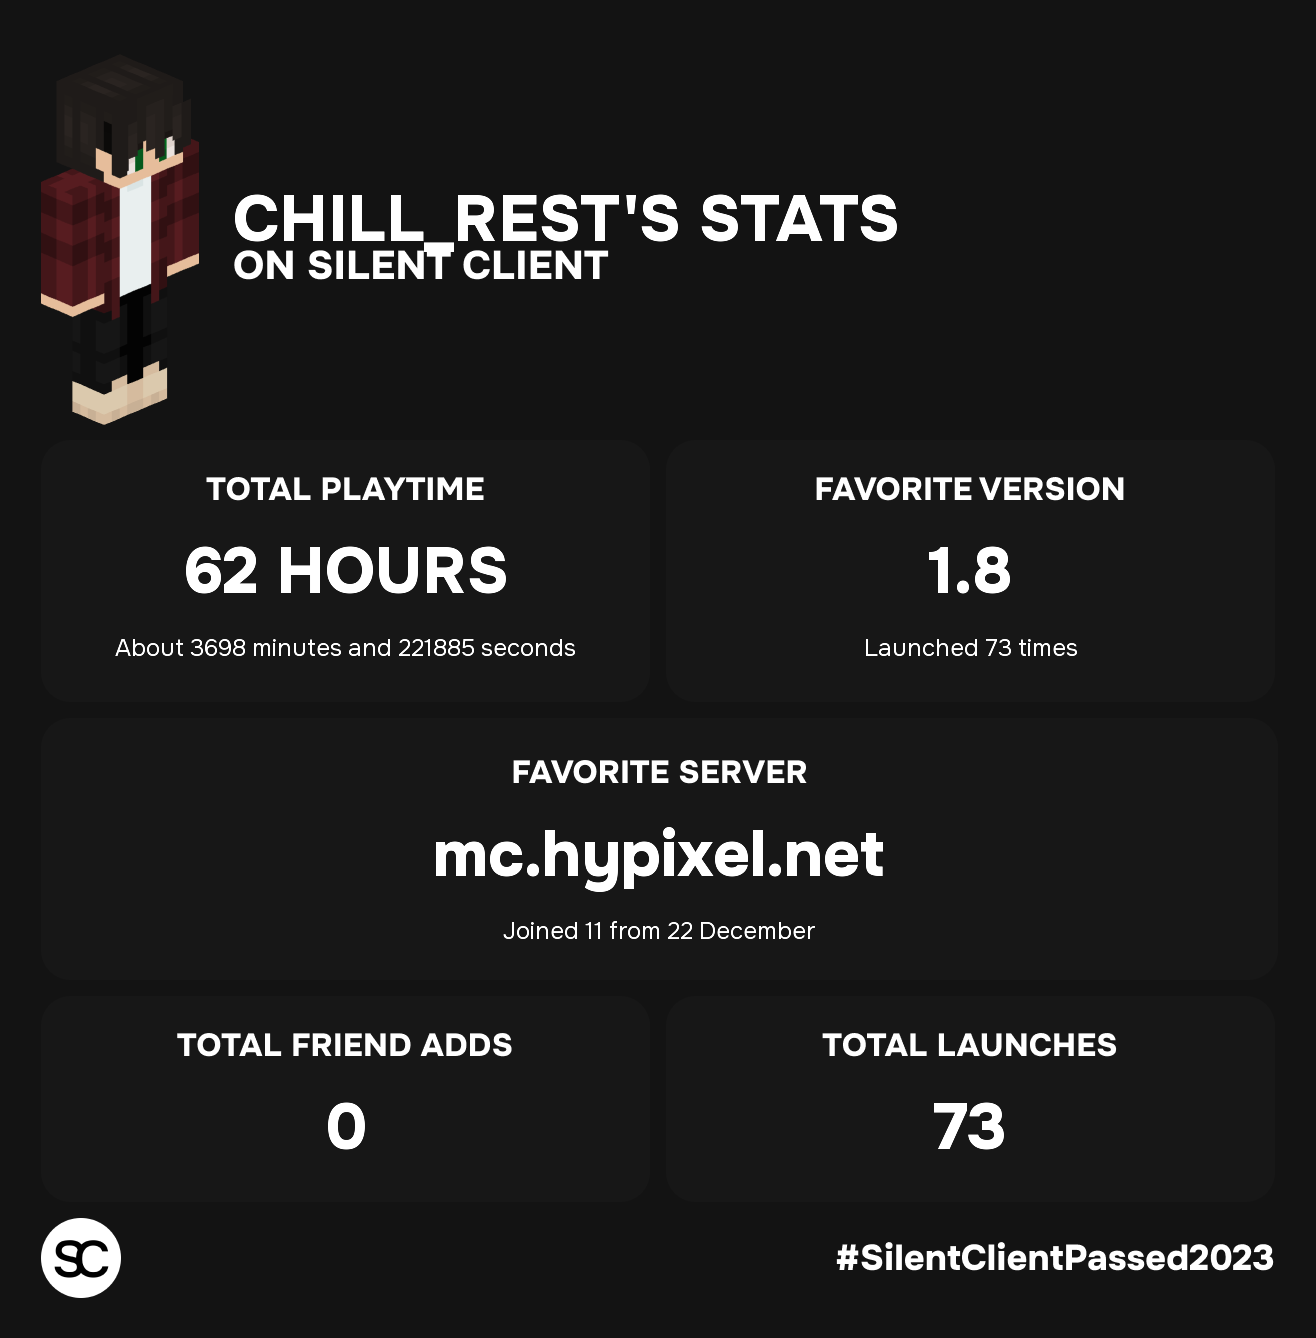 CHILL_REST'S STATS
ON SILENT CLIENT
TOTAL PLAYTIME
62 HOURS
About 3698 minutes and 221885 seconds
FAVORITE VERSION
1.8
Launched 73 times
FAVORITE SERVER
mc.hypixel.net
Joined 11 from 22 December
TOTAL FRIEND ADDS
0
TOTAL LAUNCHES
73
SC
#SilentClientPassed2023